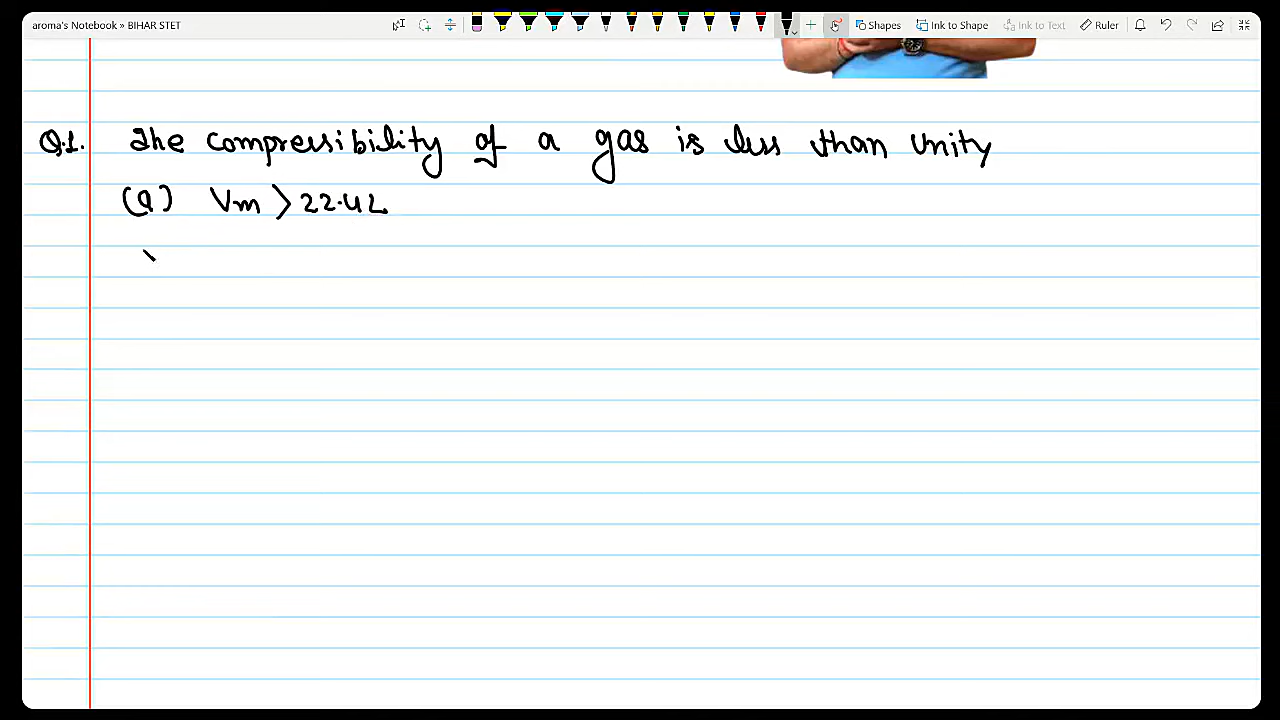 aroma's Notebook » BIHAR STET
Shapes
Ink to Shape
Ink to Text
Ruler
Q.1. The compressibility of a gas is less than unity
(a) Vm > 22.4L